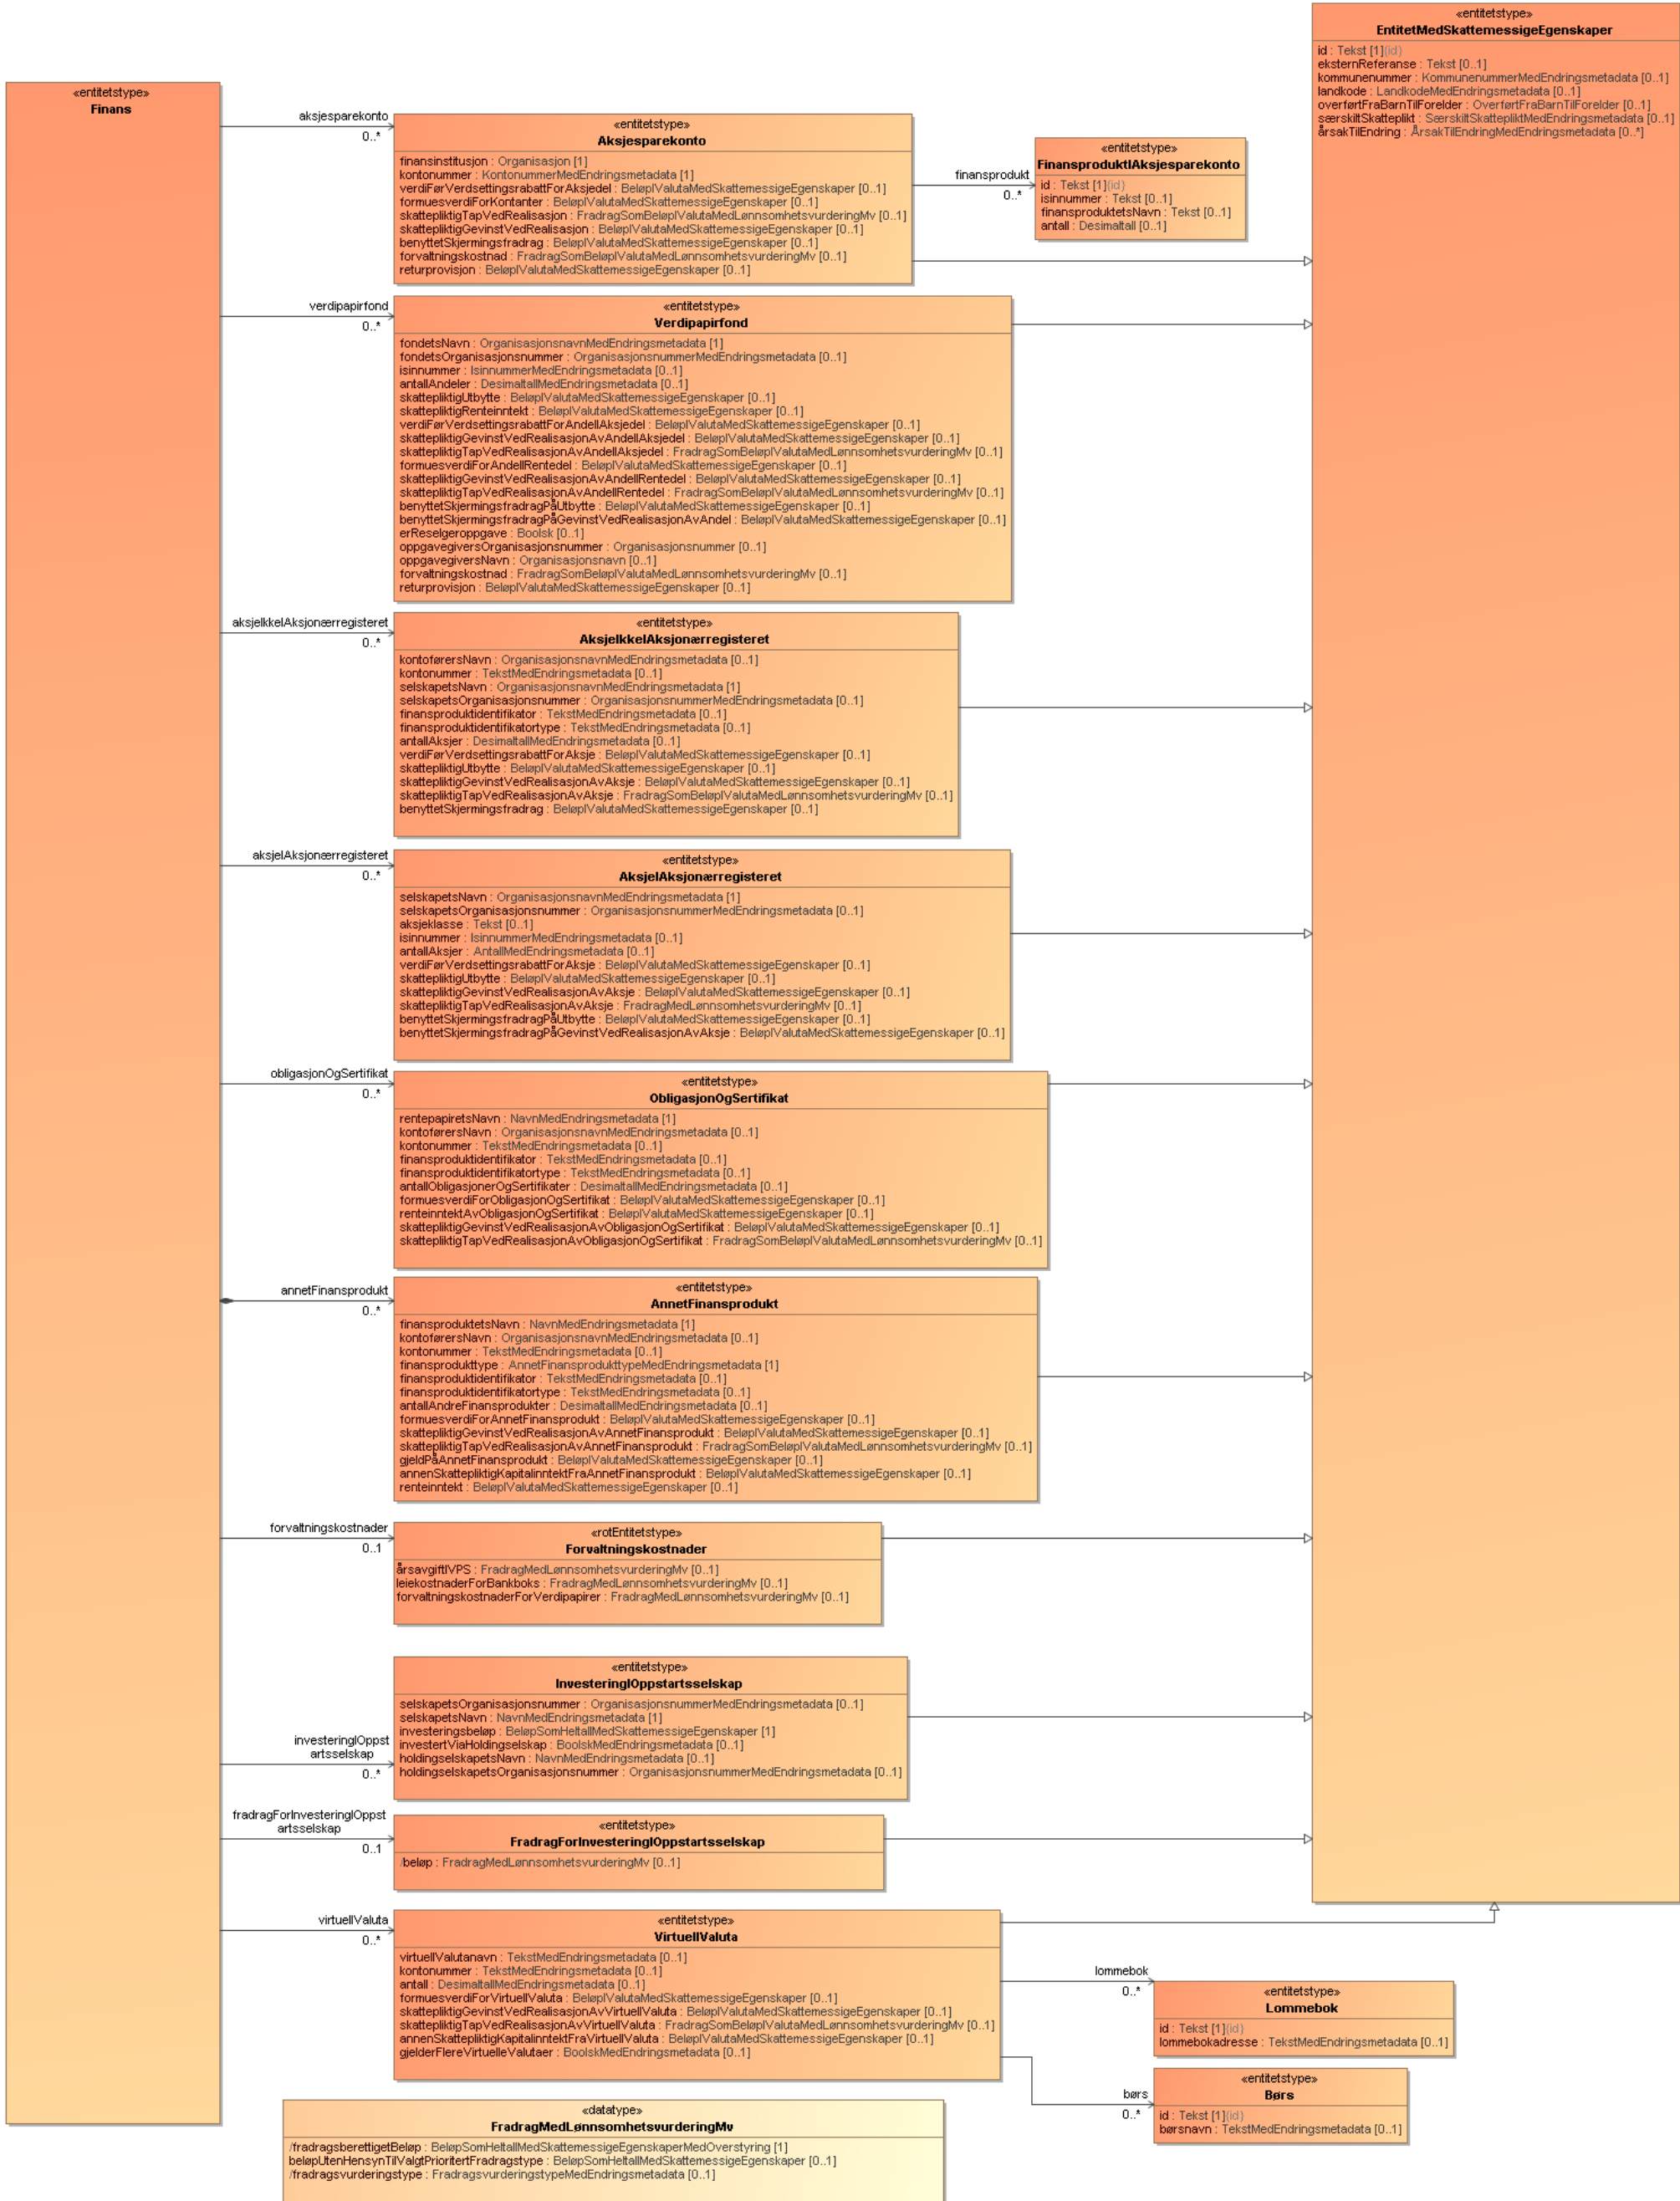 «entitetstype»
EntitetMedSkattemessigeEgenskaper
id : Tekst [1]{id}
eksternReferanse : Tekst [0..1]
kommunenummer : KommunenummerMedEndringsmetadata [0..1]
landkode : LandkodeMedEndringsmetadata [0..1]
overførtFraBarnTilForelder : OverførtFraBarnTilForelder [0..1]
særskiltSkatteplikt : SærskiltSkattepliktMedEndringsmetadata [0..1]
årsakTilEndring : ÅrsakTilEndringMedEndringsmetadata [0..*]
«entitetstype»
Finans
aksjesparekonto
0..*
«entitetstype»
Aksjesparekonto
finansinstitusjon : Organisasjon [1]
kontonummer : KontonummerMedEndringsmetadata [1]
verdiFørVerdsettingsrabattForAksjedel : BeløpIValutaMedSkattemessigeEgenskaper [0..1]
formuesverdiForKontanter : BeløpIValutaMedSkattemessigeEgenskaper [0..1]
skattepliktigTapVedRealisasjon : FradragSomBeløpIValutaMedLønnsomhetsvurderingMv [0..1]
skattepliktigGevinstVedRealisasjon : BeløpIValutaMedSkattemessigeEgenskaper [0..1]
benyttetSkjermingsfradrag : BeløpIValutaMedSkattemessigeEgenskaper [0..1]
forvaltningskostnad : FradragSomBeløpIValutaMedLønnsomhetsvurderingMv [0..1]
returprovisjon : BeløpIValutaMedSkattemessigeEgenskaper [0..1]
finansprodukt
0..*
«entitetstype»
FinansproduktIAksjesparekonto
id : Tekst [1]{id}
isinnummer : Tekst [0..1]
finansproduktetsNavn : Tekst [0..1]
antall : Desimaltall [0..1]
verdipapirfond
0..*
«entitetstype»
Verdipapirfond
fondetsNavn : OrganisasjonsnavnMedEndringsmetadata [1]
fondetsOrganisasjonsnummer : OrganisasjonsnummerMedEndringsmetadata [0..1]
isinnummer : IsinnummerMedEndringsmetadata [0..1]
antallAndeler : DesimaltallMedEndringsmetadata [0..1]
skattepliktigUtbytte : BeløpIValutaMedSkattemessigeEgenskaper [0..1]
skattepliktigRenteinntekt : BeløpIValutaMedSkattemessigeEgenskaper [0..1]
verdiFørVerdsettingsrabattForAndelIAksjedel : BeløpIValutaMedSkattemessigeEgenskaper [0..1]
skattepliktigGevinstVedRealisasjonAvAndelIAksjedel : BeløpIValutaMedSkattemessigeEgenskaper [0..1]
skattepliktigTapVedRealisasjonAvAndelIAksjedel : FradragSomBeløpIValutaMedLønnsomhetsvurderingMv [0..1]
formuesverdiForAndelIRentedel : BeløpIValutaMedSkattemessigeEgenskaper [0..1]
skattepliktigGevinstVedRealisasjonAvAndelIRentedel : BeløpIValutaMedSkattemessigeEgenskaper [0..1]
skattepliktigTapVedRealisasjonAvAndelIRentedel : FradragSomBeløpIValutaMedLønnsomhetsvurderingMv [0..1]
benyttetSkjermingsfradragPåUtbytte : BeløpIValutaMedSkattemessigeEgenskaper [0..1]
benyttetSkjermingsfradragPåGevinstVedRealisasjonAvAndel : BeløpIValutaMedSkattemessigeEgenskaper [0..1]
erReselgeroppgave : Boolsk [0..1]
oppgavegiversOrganisasjonsnummer : Organisasjonsnummer [0..1]
oppgavegiversNavn : Organisasjonsnavn [0..1]
forvaltningskostnad : FradragSomBeløpIValutaMedLønnsomhetsvurderingMv [0..1]
returprovisjon : BeløpIValutaMedSkattemessigeEgenskaper [0..1]
aksjeIkkeIAksjonærregisteret
0..*
«entitetstype»
AksjeIkkeIAksjonærregisteret
kontoførersNavn : OrganisasjonsnavnMedEndringsmetadata [0..1]
kontonummer : TekstMedEndringsmetadata [0..1]
selskapetsNavn : OrganisasjonsnavnMedEndringsmetadata [1]
selskapetsOrganisasjonsnummer : OrganisasjonsnummerMedEndringsmetadata [0..1]
finansproduktidentifikator : TekstMedEndringsmetadata [0..1]
finansproduktidentifikatortype : TekstMedEndringsmetadata [0..1]
antallAksjer : DesimaltallMedEndringsmetadata [0..1]
verdiFørVerdsettingsrabattForAksje : BeløpIValutaMedSkattemessigeEgenskaper [0..1]
skattepliktigUtbytte : BeløpIValutaMedSkattemessigeEgenskaper [0..1]
skattepliktigGevinstVedRealisasjonAvAksje : BeløpIValutaMedSkattemessigeEgenskaper [0..1]
skattepliktigTapVedRealisasjonAvAksje : FradragSomBeløpIValutaMedLønnsomhetsvurderingMv [0..1]
benyttetSkjermingsfradrag : BeløpIValutaMedSkattemessigeEgenskaper [0..1]
aksjeIAksjonærregisteret
0..*
«entitetstype»
AksjeIAksjonærregisteret
selskapetsNavn : OrganisasjonsnavnMedEndringsmetadata [1]
selskapetsOrganisasjonsnummer : OrganisasjonsnummerMedEndringsmetadata [0..1]
aksjeklasse : Tekst [0..1]
isinnummer : IsinnummerMedEndringsmetadata [0..1]
antallAksjer : AntallMedEndringsmetadata [0..1]
verdiFørVerdsettingsrabattForAksje : BeløpIValutaMedSkattemessigeEgenskaper [0..1]
skattepliktigUtbytte : BeløpIValutaMedSkattemessigeEgenskaper [0..1]
skattepliktigGevinstVedRealisasjonAvAksje : BeløpIValutaMedSkattemessigeEgenskaper [0..1]
skattepliktigTapVedRealisasjonAvAksje : FradragMedLønnsomhetsvurderingMv [0..1]
benyttetSkjermingsfradragPåUtbytte : BeløpIValutaMedSkattemessigeEgenskaper [0..1]
benyttetSkjermingsfradragPåGevinstVedRealisasjonAvAksje : BeløpIValutaMedSkattemessigeEgenskaper [0..1]
obligasjonOgSertifikat
0..*
«entitetstype»
ObligasjonOgSertifikat
rentepapiretsNavn : NavnMedEndringsmetadata [1]
kontoførersNavn : OrganisasjonsnavnMedEndringsmetadata [0..1]
kontonummer : TekstMedEndringsmetadata [0..1]
finansproduktidentifikator : TekstMedEndringsmetadata [0..1]
finansproduktidentifikatortype : TekstMedEndringsmetadata [0..1]
antallObligasjonerOgSertifikater : DesimaltallMedEndringsmetadata [0..1]
formuesverdiForObligasjonOgSertifikat : BeløpIValutaMedSkattemessigeEgenskaper [0..1]
renteinntektAvObligasjonOgSertifikat : BeløpIValutaMedSkattemessigeEgenskaper [0..1]
skattepliktigGevinstVedRealisasjonAvObligasjonOgSertifikat : BeløpIValutaMedSkattemessigeEgenskaper [0..1]
skattepliktigTapVedRealisasjonAvObligasjonOgSertifikat : FradragSomBeløpIValutaMedLønnsomhetsvurderingMv [0..1]
annetFinansprodukt
0..*
«entitetstype»
AnnetFinansprodukt
finansproduktetsNavn : NavnMedEndringsmetadata [1]
kontoførersNavn : OrganisasjonsnavnMedEndringsmetadata [0..1]
kontonummer : TekstMedEndringsmetadata [0..1]
finansprodukttype : AnnetFinansprodukttypeMedEndringsmetadata [1]
finansproduktidentifikator : TekstMedEndringsmetadata [0..1]
finansproduktidentifikatortype : TekstMedEndringsmetadata [0..1]
antallAndreFinansprodukter : DesimaltallMedEndringsmetadata [0..1]
formuesverdiForAnnetFinansprodukt : BeløpIValutaMedSkattemessigeEgenskaper [0..1]
skattepliktigGevinstVedRealisasjonAvAnnetFinansprodukt : BeløpIValutaMedSkattemessigeEgenskaper [0..1]
skattepliktigTapVedRealisasjonAvAnnetFinansprodukt : FradragSomBeløpIValutaMedLønnsomhetsvurderingMv [0..1]
gjeldPåAnnetFinansprodukt : BeløpIValutaMedSkattemessigeEgenskaper [0..1]
annenSkattepliktigKapitalinntektFraAnnetFinansprodukt : BeløpIValutaMedSkattemessigeEgenskaper [0..1]
renteinntekt : BeløpIValutaMedSkattemessigeEgenskaper [0..1]
forvaltningskostnader
0..1
«rotEntitetstype»
Forvaltningskostnader
årsavgiftIVPS : FradragMedLønnsomhetsvurderingMv [0..1]
leiekostnaderForBankboks : FradragMedLønnsomhetsvurderingMv [0..1]
forvaltningskostnaderForVerdipapirer : FradragMedLønnsomhetsvurderingMv [0..1]
investeringIOppst
artsselskap
0..*
«entitetstype»
InvesteringIOppstartsselskap
selskapetsOrganisasjonsnummer : OrganisasjonsnummerMedEndringsmetadata [0..1]
selskapetsNavn : NavnMedEndringsmetadata [1]
investeringsbeløp : BeløpSomHeltallMedSkattemessigeEgenskaper [1]
investertViaHoldingselskap : BoolskMedEndringsmetadata [0..1]
holdingselskapetsNavn : NavnMedEndringsmetadata [0..1]
holdingselskapetsOrganisasjonsnummer : OrganisasjonsnummerMedEndringsmetadata [0..1]
fradragForInvesteringIOppst
artsselskap
0..1
«entitetstype»
FradragForInvesteringIOppstartsselskap
/beløp : FradragMedLønnsomhetsvurderingMv [0..1]
virtuellValuta
0..*
«entitetstype»
VirtuellValuta
virtuellValutanavn : TekstMedEndringsmetadata [0..1]
kontonummer : TekstMedEndringsmetadata [0..1]
antall : DesimaltallMedEndringsmetadata [0..1]
formuesverdiForVirtuellValuta : BeløpIValutaMedSkattemessigeEgenskaper [0..1]
skattepliktigGevinstVedRealisasjonAvVirtuellValuta : BeløpIValutaMedSkattemessigeEgenskaper [0..1]
skattepliktigTapVedRealisasjonAvVirtuellValuta : FradragSomBeløpIValutaMedLønnsomhetsvurderingMv [0..1]
annenSkattepliktigKapitalinntektFraVirtuellValuta : BeløpIValutaMedSkattemessigeEgenskaper [0..1]
gjelderFlereVirtuelleValutaer : BoolskMedEndringsmetadata [0..1]
lommebok
0..*
«entitetstype»
Lommebok
id : Tekst [1]{id}
lommebokadresse : TekstMedEndringsmetadata [0..1]
børs
0..*
«entitetstype»
Børs
id : Tekst [1]{id}
børsnavn : TekstMedEndringsmetadata [0..1]
«datatype»
FradragMedLønnsomhetsvurderingMv
/fradragsberettigetBeløp : BeløpSomHeltallMedSkattemessigeEgenskaperMedOverstyring [1]
beløpUtenHensynTilValgtPrioritertFradragstype : BeløpSomHeltallMedSkattemessigeEgenskaper [0..1]
/fradragsvurderingstype : FradragsvurderingstypeMedEndringsmetadata [0..1]